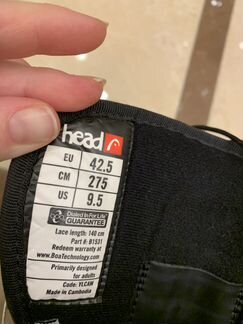 head
EU 42.5
CM 275
US 9.5
Dialed In For Life
GUARANTEE
Lace length: 140 cm
Part #: B1531
Redeem warranty at
www.BoaTechnology.com
Primarily designed
for adults
Code: YLCAM
Made in Cambodia